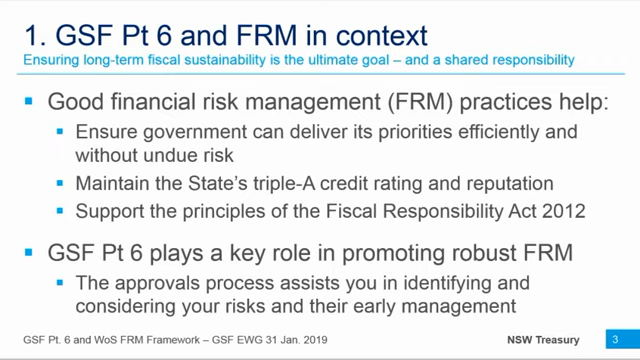 1. GSF Pt 6 and FRM in context
Ensuring long-term fiscal sustainability is the ultimate goal – and a shared responsibility
Good financial risk management (FRM) practices help:
Ensure government can deliver its priorities efficiently and
without undue risk
Maintain the State's triple-A credit rating and reputation
Support the principles of the Fiscal Responsibility Act 2012
GSF Pt 6 plays a key role in promoting robust FRM
The approvals process assists you in identifying and
considering your risks and their early management
GSF Pt. 6 and WoS FRM Framework – GSF EWG 31 Jan. 2019
NSW Treasury
3